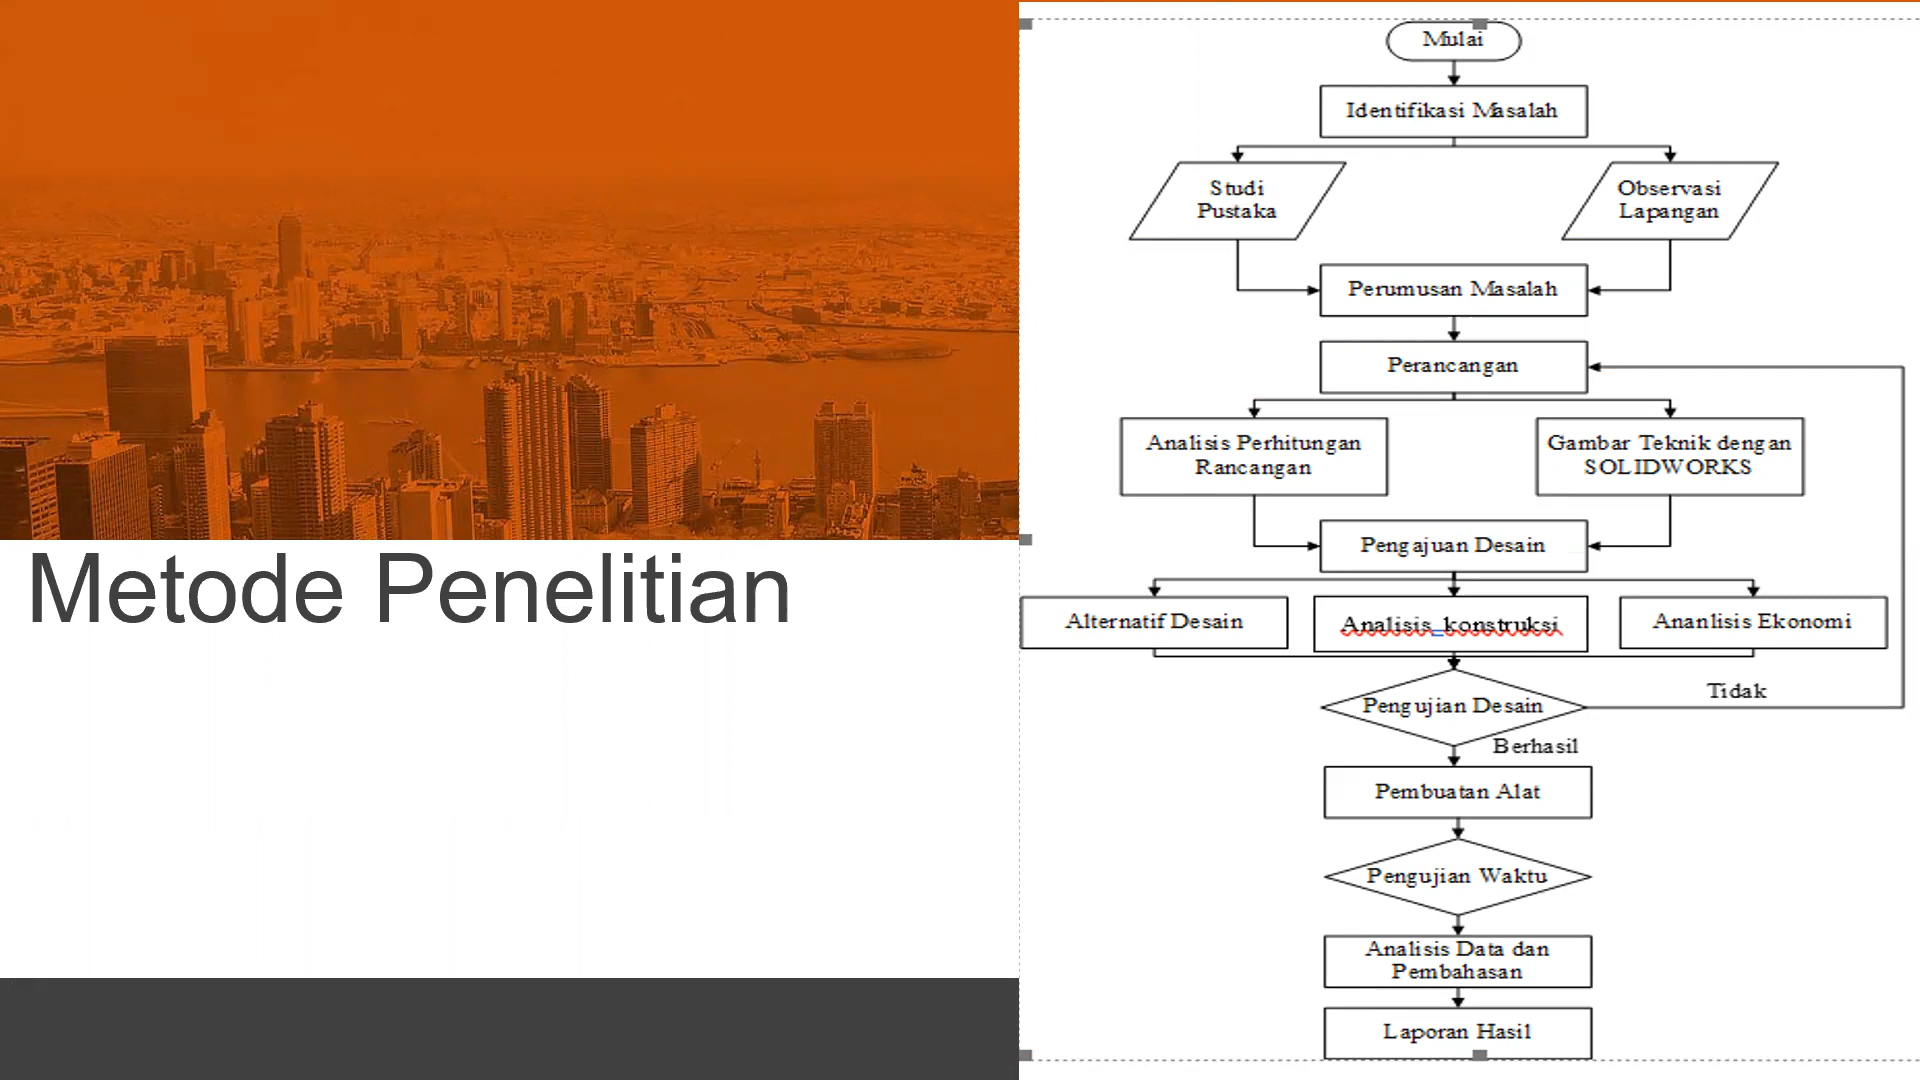 Metode Penelitian
Mulai
Identifikasi Masalah
Studi
Pustaka
Observasi
Lapangan
Perumusan Masalah
Perancangan
Analisis Perhitungan
Rancangan
Gambar Teknik dengan
SOLIDWORKS
Pengajuan Desain
Alternatif Desain
Analisis konstruksi
Ananlisis Ekonomi
Pengujian Desain
Tidak
Berhasil
Pembuatan Alat
Pengujian Waktu
Analisis Data dan
Pembahasan
Laporan Hasil